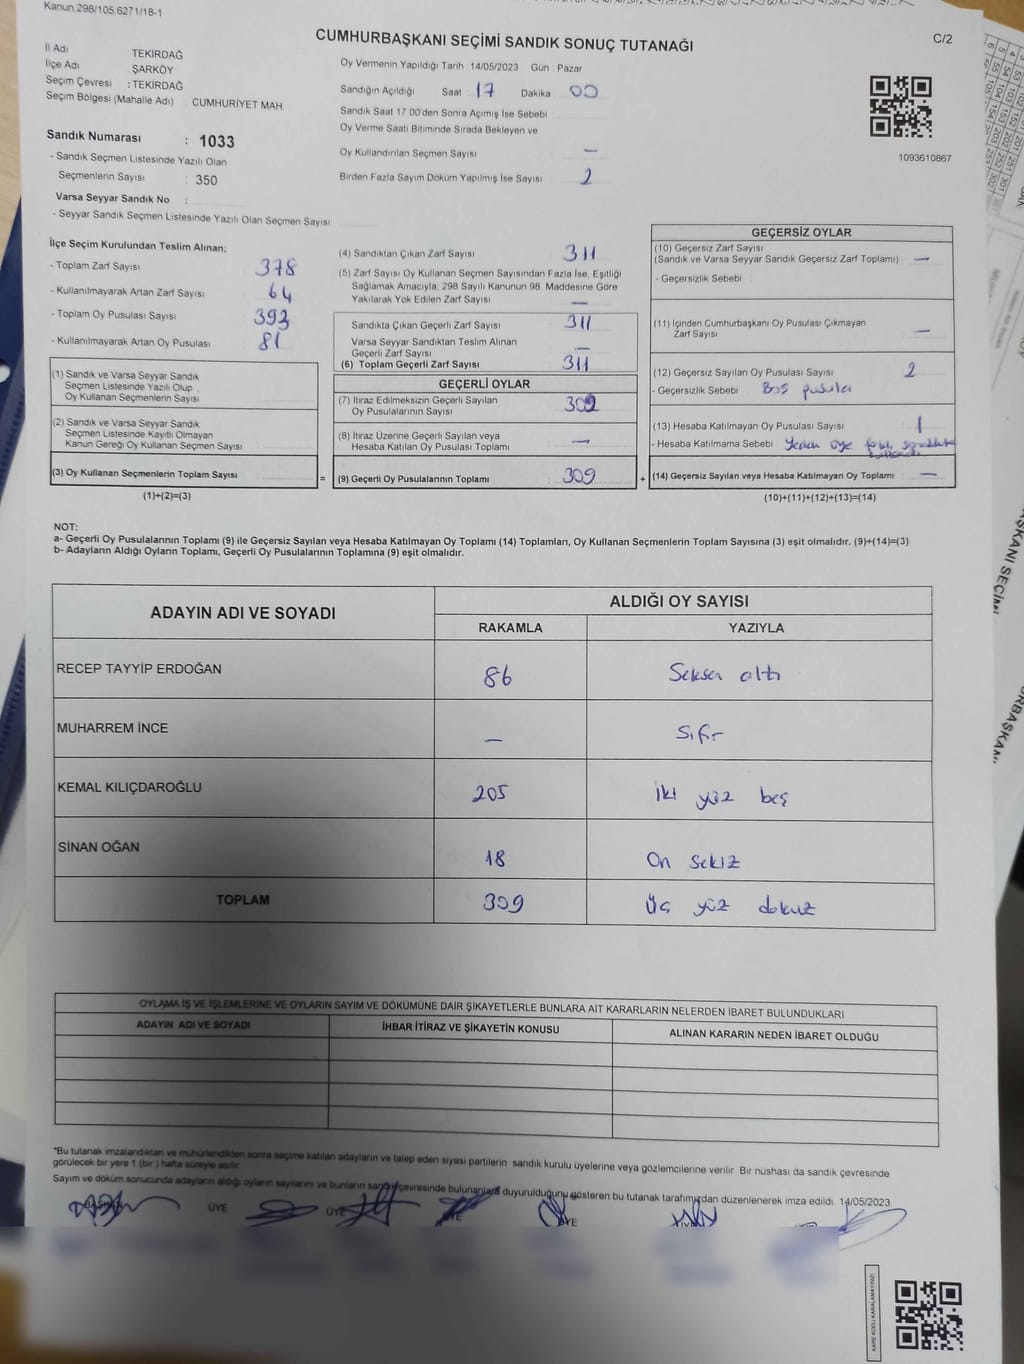 Kanun 298/105 6271/18-1
CUMHURBAŞKANI SEÇİMİ SANDIK SONUÇ TUTANAĞI
C/2
İl Adı TEKİRDAĞ
İlçe Adı ŞARKÖY
Seçim Çevresi : TEKİRDAĞ
Seçim Bölgesi (Mahalle Adı) CUMHURİYET MAH
Sandık Numarası : 1033
- Sandık Seçmen Listesinde Yazılı Olan
Seçmenlerin Sayısı : 350
Varsa Seyyar Sandık No :
- Seyyar Sandık Seçmen Listesinde Yazılı Olan Seçmen Sayısı
Oy Vermenin Yapıldığı Tarih 14/05/2023 Gün Pazar
Sandığın Açıldığı Saat 17 Dakika 00
Sandık Saat 17 00'den Sonra Açımış İse Sebebi
Oy Verme Saati Bitiminde Sırada Bekleyen ve
Oy Kullandırılan Seçmen Sayısı —
Birden Fazla Sayım Döküm Yapılmış İse Sayısı 2
1093610867
İlçe Seçim Kurulundan Teslim Alınan;
- Toplam Zarf Sayısı 378
- Kullanılmayarak Artan Zarf Sayısı 64
- Toplam Oy Pusulası Sayısı 393
- Kullanılmayarak Artan Oy Pusulası 81
(1) Sandık ve Varsa Seyyar Sandık
Seçmen Listesinde Yazılı Olup
Oy Kullanan Seçmenlerin Sayısı
(2) Sandık ve Varsa Seyyar Sandık
Seçmen Listesinde Kayıtlı Olmayan
Kanun Gereği Oy Kullanan Seçmen Sayısı
(3) Oy Kullanan Seçmenlerin Toplam Sayısı
(1)+(2)=(3)
(4) Sandıktan Çıkan Zarf Sayısı 311
(5) Zarf Sayısı Oy Kullanan Seçmen Sayısından Fazla İse, Eşitliği
Sağlamak Amacıyla, 298 Sayılı Kanunun 98. Maddesine Göre
Yakılarak Yok Edilen Zarf Sayısı —
Sandıkta Çıkan Geçerli Zarf Sayısı 311
Varsa Seyyar Sandıktan Teslim Alınan
Geçerli Zarf Sayısı —
(6) Toplam Geçerli Zarf Sayısı 311
GEÇERLİ OYLAR
(7) İtiraz Edilmeksizin Geçerli Sayılan
Oy Pusulalarının Sayısı 309
(8) İtiraz Üzerine Geçerli Sayılan veya
Hesaba Katılan Oy Pusulası Toplamı —
= (9) Geçerli Oy Pusulalarının Toplamı 309
GEÇERSİZ OYLAR
(10) Geçersiz Zarf Sayısı
(Sandık ve Varsa Seyyar Sandık Geçersiz Zarf Toplamı) —
- Geçersizlik Sebebi
(11) İçinden Cumhurbaşkanı Oy Pusulası Çıkmayan
Zarf Sayısı —
(12) Geçersiz Sayılan Oy Pusulası Sayısı 2
- Geçersizlik Sebebi Boş pusula
(13) Hesaba Katılmayan Oy Pusulası Sayısı 1
- Hesaba Katılmama Sebebi
+ (14) Geçersiz Sayılan veya Hesaba Katılmayan Oy Toplamı —
(10)+(11)+(12)+(13)=(14)
NOT:
a- Geçerli Oy Pusulalarının Toplamı (9) ile Geçersiz Sayılan veya Hesaba Katılmayan Oy Toplamı (14) Toplamları, Oy Kullanan Seçmenlerin Toplam Sayısına (3) eşit olmalıdır. (9)+(14)=(3)
b- Adayların Aldığı Oyların Toplamı, Geçerli Oy Pusulalarının Toplamına (9) eşit olmalıdır.
ADAYIN ADI VE SOYADI ALDIĞI OY SAYISI
RAKAMLA YAZIYLA
RECEP TAYYİP ERDOĞAN 86 Seksen altı
MUHARREM İNCE — Sıfır
KEMAL KILIÇDAROĞLU 205 İki yüz beş
SİNAN OĞAN 18 On sekiz
TOPLAM 309 Üç yüz dokuz
OYLAMA İŞ VE İŞLEMLERİNE VE OYLARIN SAYIM VE DÖKÜMÜNE DAİR ŞİKAYETLERLE BUNLARA AİT KARARLARIN NELERDEN İBARET BULUNDUKLARI
ADAYIN ADI VE SOYADI İHBAR İTİRAZ VE ŞİKAYETİN KONUSU ALINAN KARARIN NEDEN İBARET OLDUĞU
*Bu tutanak imzalandıktan ve mühürlendikten sonra seçime katılan adayların ve talep eden siyasi partilerin sandık kurulu üyelerine veya gözlemcilerine verilir Bir nüshası da sandık çevresinde
görülecek bir yere 1 (bir) hafta süreyle asılır.
Sayım ve döküm sonucunda adayların aldığı oyların sayılarını ve bunların sandık çevresinde bulunanlara duyurulduğunu gösteren bu tutanak tarafımızdan düzenlenerek imza edildi. 14/05/2023
BAŞKAN ÜYE ÜYE ÜYE ÜYE
KARE KODU KARALAMAYINIZ!